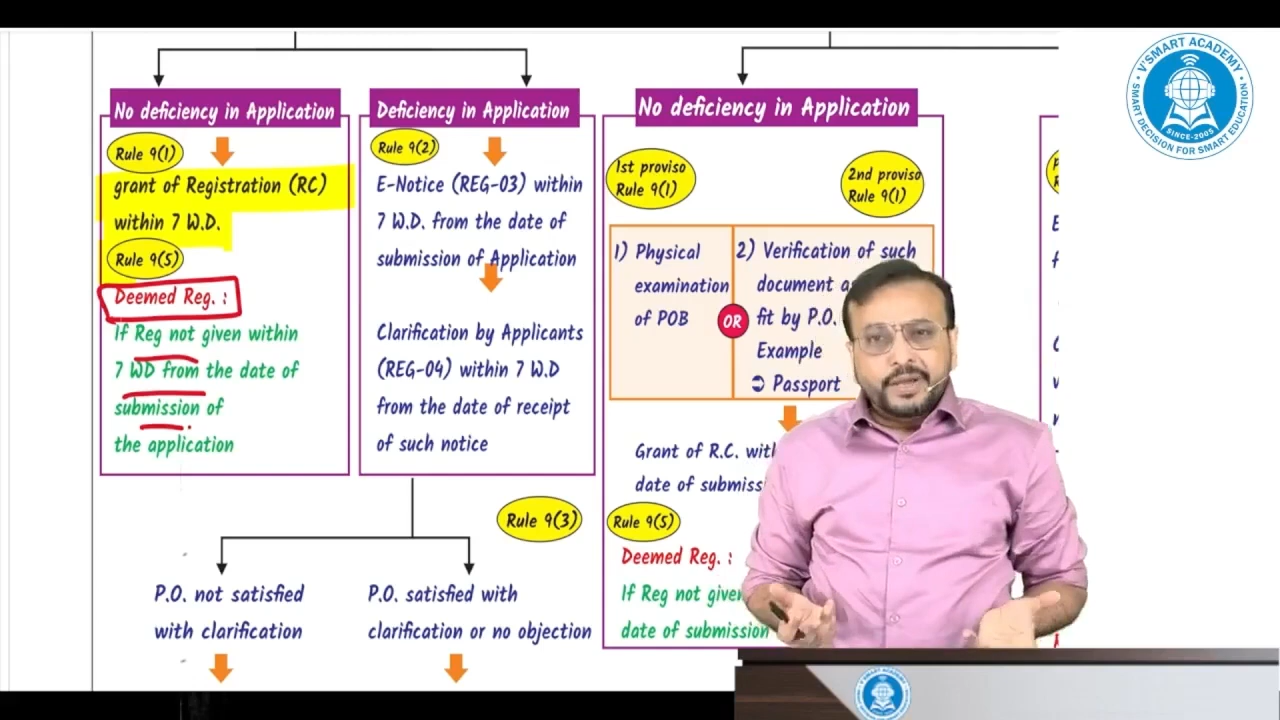 No deficiency in Application
Rule 9(1)
grant of Registration (RC)
within 7 W.D.
Rule 9(5)
Deemed Reg. :
If Reg not given within
7 WD from the date of
submission of
the application
Deficiency in Application
Rule 9(2)
E-Notice (REG-03) within
7 W.D. from the date of
submission of Application
Clarification by Applicants
(REG-04) within 7 W.D
from the date of receipt
of such notice
Rule 9(3)
P.O. not satisfied
with clarification
P.O. satisfied with
clarification or no objection
No deficiency in Application
1st proviso
Rule 9(1)
2nd proviso
Rule 9(1)
1) Physical
examination
of POB
OR
2) Verification of such
document
fit by P.O.
Example
➲ Passport
Grant of R.C.
date of
Rule 9(5)
Deemed Reg. :
If Reg not given
date of submission
V'SMART ACADEMY
SMART DECISION FOR SMART EDUCATION
SINCE-2005